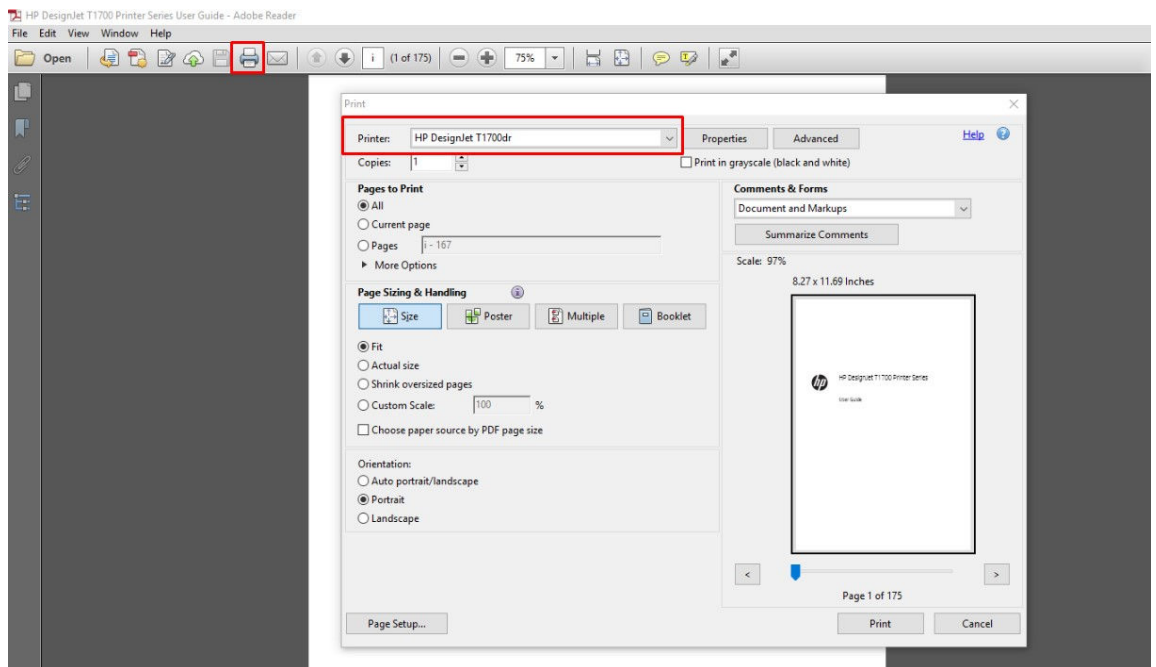 HP DesignJet T1700 Printer Series User Guide - Adobe Reader
File Edit View Window Help
Open i (1 of 175) 75%
Print
Printer: HP DesignJet T1700dr Properties Advanced Help
Copies: 1 Print in grayscale (black and white)
Pages to Print
All
Current page
Pages i - 167
More Options
Comments & Forms
Document and Markups
Summarize Comments
Page Sizing & Handling
Size Poster Multiple Booklet
Fit
Actual size
Shrink oversized pages
Custom Scale: 100 %
Choose paper source by PDF page size
Orientation:
Auto portrait/landscape
Portrait
Landscape
Scale: 97%
8.27 x 11.69 Inches
hp
HP DesignJet T1700 Printer Series
User Guide
< >
Page 1 of 175
Page Setup... Print Cancel